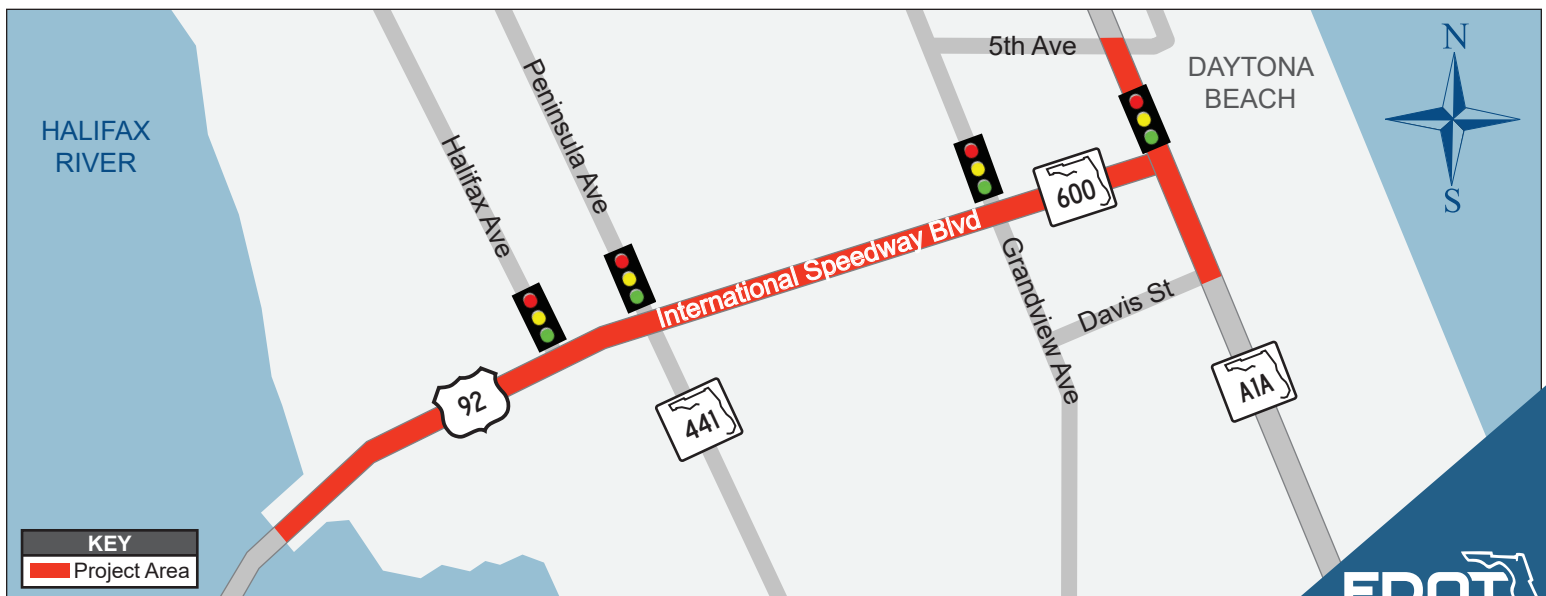 5th Ave
DAYTONA
BEACH
N
S
HALIFAX
RIVER
Halifax Ave
Peninsula Ave
600
International Speedway Blvd
Grandview Ave
Davis St
92
441
A1A
KEY
Project Area
FDOT